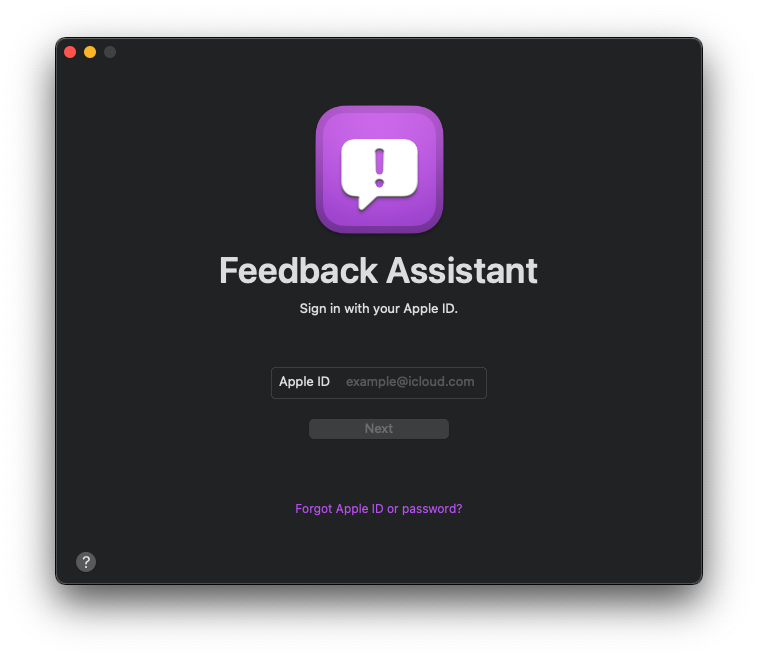 Feedback Assistant
Sign in with your Apple ID.
Apple ID example@icloud.com
Next
Forgot Apple ID or password?
?